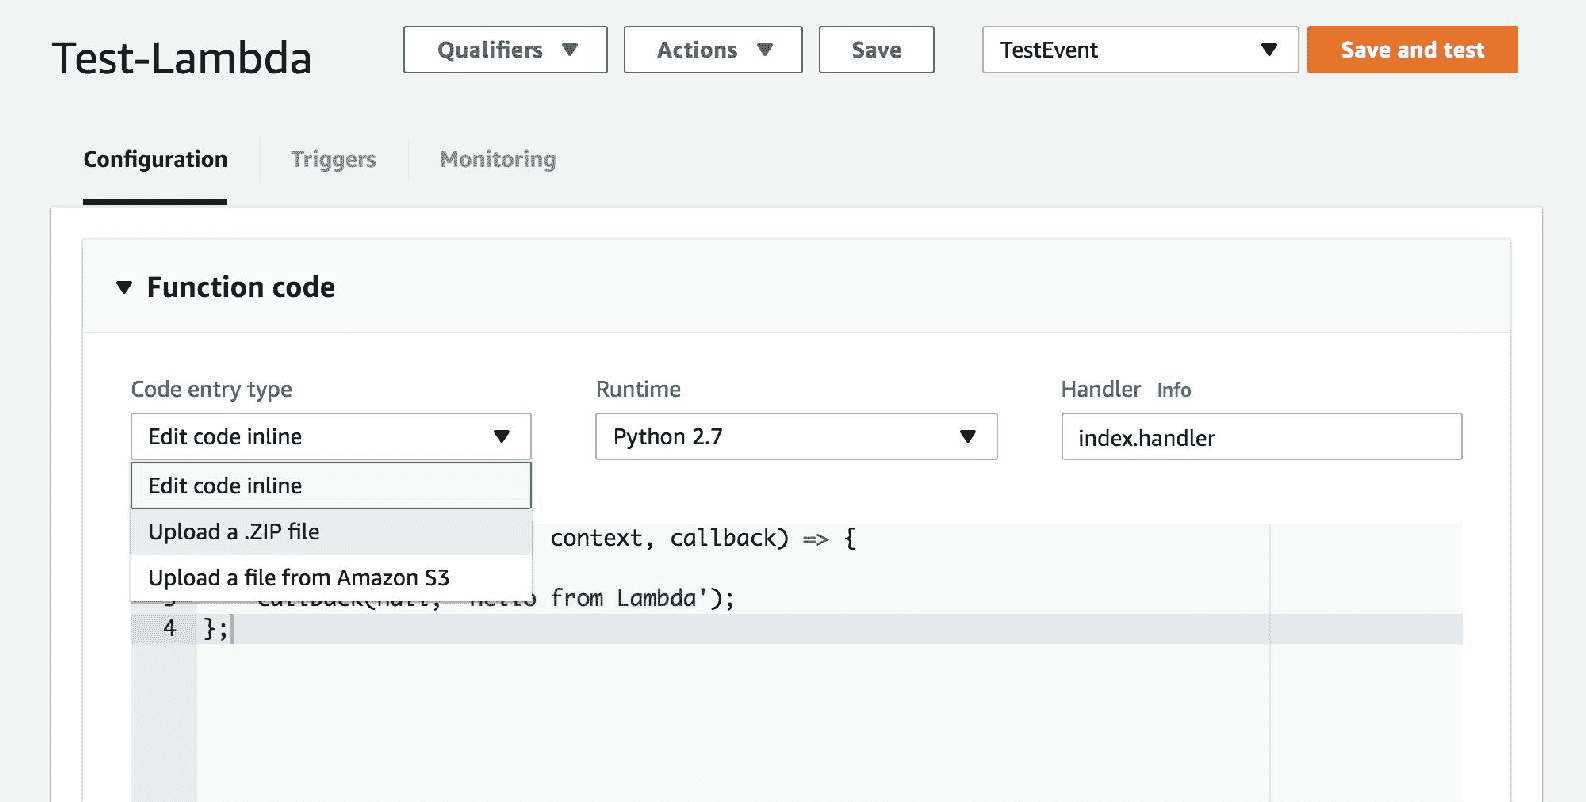 Test-Lambda
Qualifiers
Actions
Save
TestEvent
Save and test
Configuration
Triggers
Monitoring
Function code
Code entry type
Runtime
Handler Info
Edit code inline
Python 2.7
index.handler
Edit code inline
Upload a .ZIP file
context, callback) => {
Upload a file from Amazon S3
from Lambda');
4 };